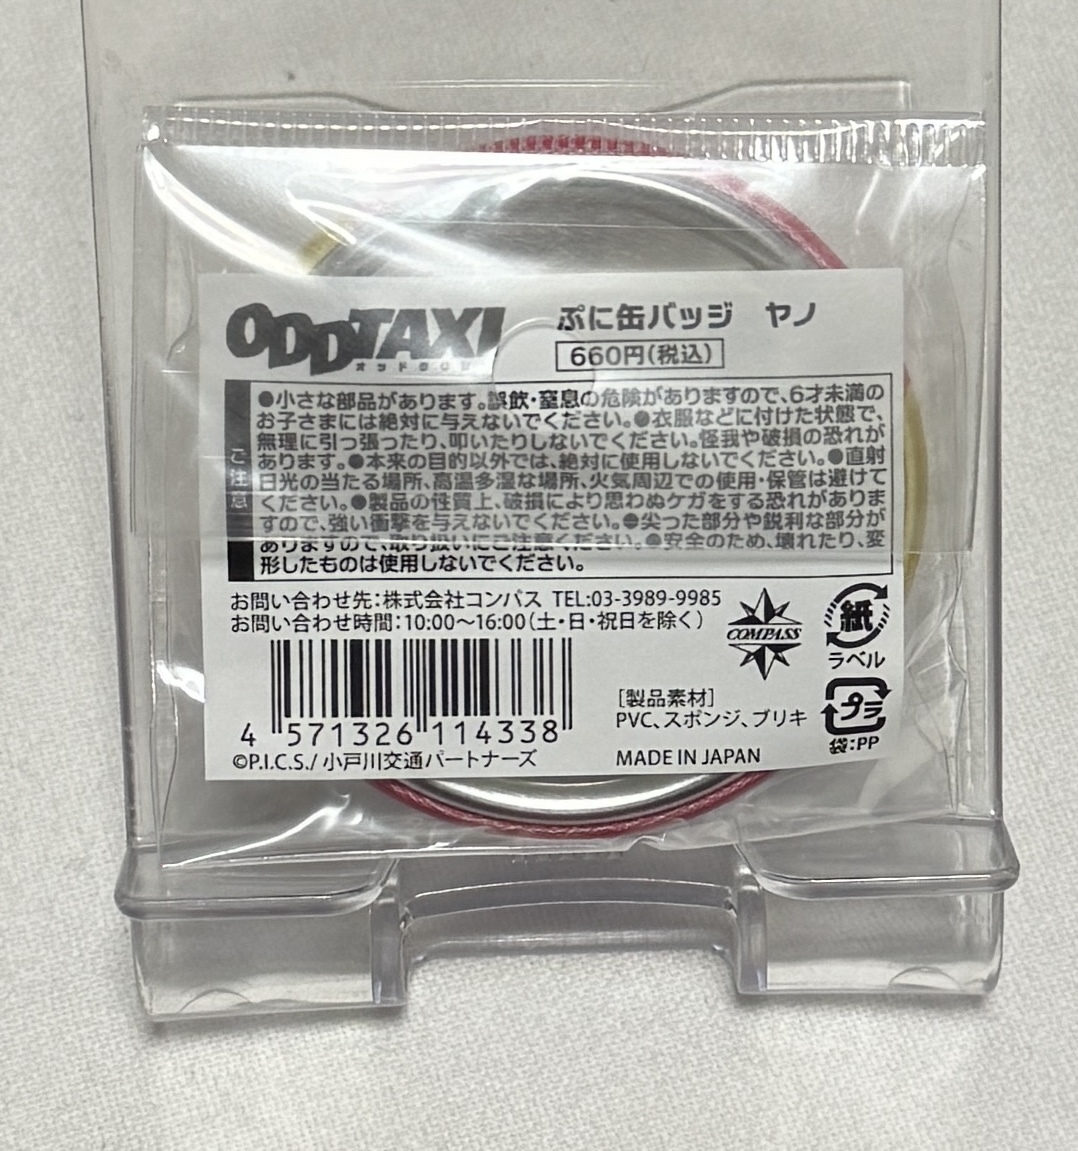 ODDTAXI
オッドタクシー
ぷに缶バッジ　ヤノ
660円(税込)
ご注意
●小さな部品があります。誤飲・窒息の危険がありますので、6才未満の
お子さまには絶対に与えないでください。●衣服などに付けた状態で、
無理に引っ張ったり、叩いたりしないでください。怪我や破損の恐れが
あります。●本来の目的以外では、絶対に使用しないでください。●直射
日光の当たる場所、高温多湿な場所、火気周辺での使用・保管は避けて
ください。●製品の性質上、破損により思わぬケガをする恐れがありま
すので、強い衝撃を与えないでください。●尖った部分や鋭利な部分が
ありますので、取り扱いにご注意ください。●安全のため、壊れたり、変
形したものは使用しないでください。
お問い合わせ先：株式会社コンパス TEL:03-3989-9985
お問い合わせ時間：10:00〜16:00(土・日・祝日を除く)
COMPASS
紙
ラベル
プラ
袋：PP
［製品素材］
PVC、スポンジ、ブリキ
MADE IN JAPAN
4 571326 114338
©P.I.C.S./ 小戸川交通パートナーズ